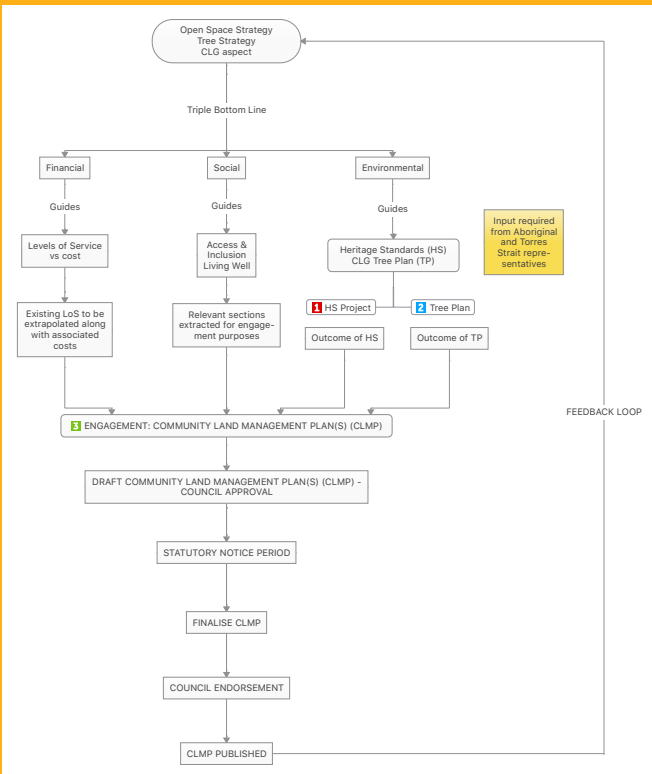 Open Space Strategy
Tree Strategy
CLG aspect
Triple Bottom Line
Financial
Social
Environmental
Guides
Guides
Guides
Input required
from Aboriginal
and Torres
Strait repre-
sentatives
Levels of Service
vs cost
Access &
Inclusion
Living Well
Heritage Standards (HS)
CLG Tree Plan (TP)
1 HS Project
2 Tree Plan
Existing LoS to be
extrapolated along
with associated
costs
Relevant sections
extracted for engage-
ment purposes
Outcome of HS
Outcome of TP
FEEDBACK LOOP
3 ENGAGEMENT: COMMUNITY LAND MANAGEMENT PLAN(S) (CLMP)
DRAFT COMMUNITY LAND MANAGEMENT PLAN(S) (CLMP) -
COUNCIL APPROVAL
STATUTORY NOTICE PERIOD
FINALISE CLMP
COUNCIL ENDORSEMENT
CLMP PUBLISHED